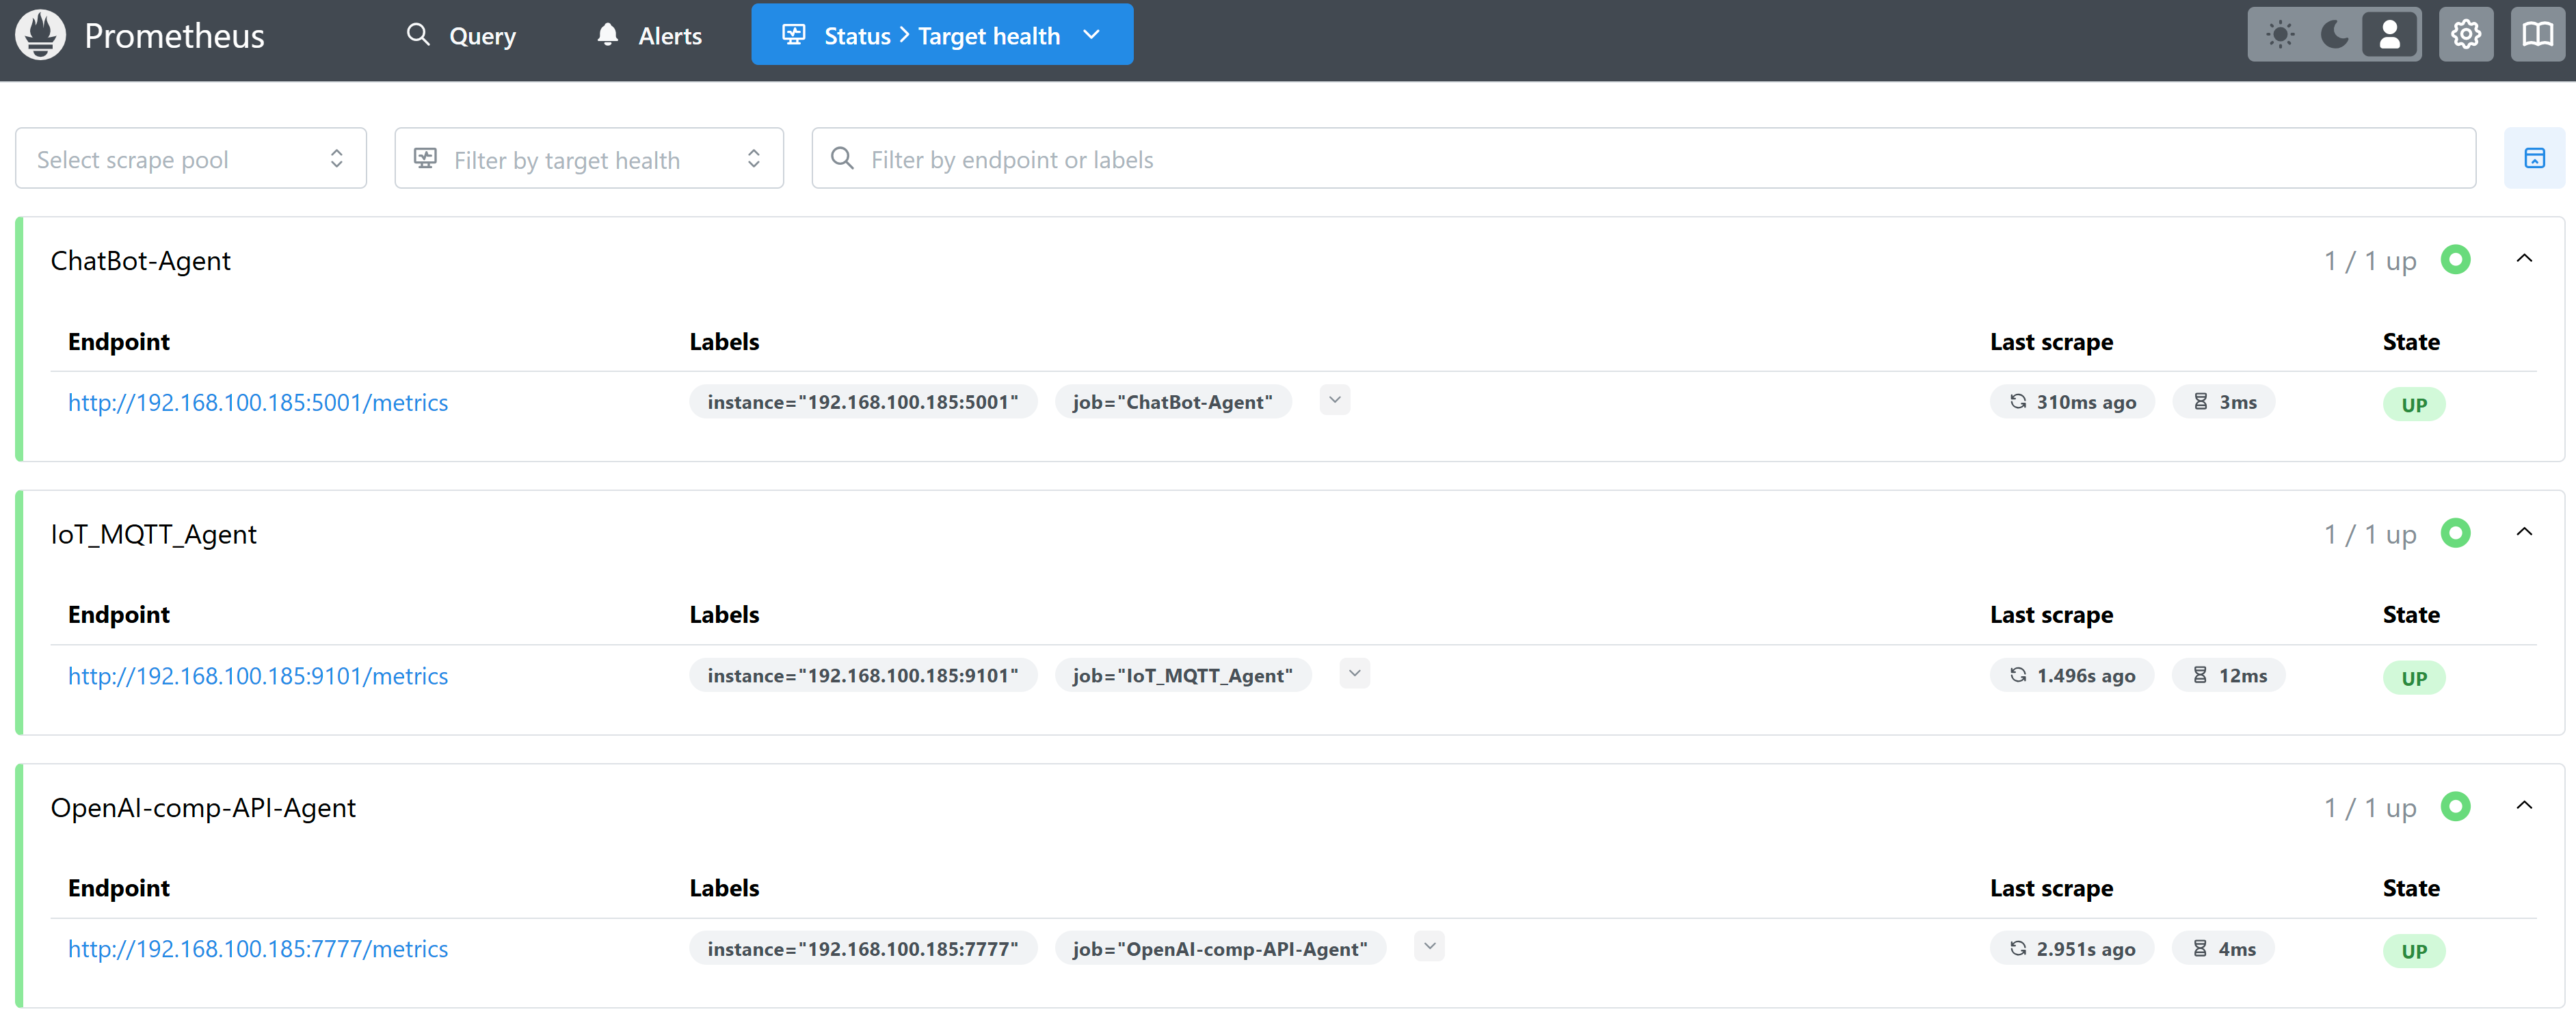 Prometheus Query Alerts Status > Target health
Select scrape pool Filter by target health Filter by endpoint or labels
ChatBot-Agent 1 / 1 up
Endpoint Labels Last scrape State
http://192.168.100.185:5001/metrics instance="192.168.100.185:5001" job="ChatBot-Agent" 310ms ago 3ms UP
IoT_MQTT_Agent 1 / 1 up
Endpoint Labels Last scrape State
http://192.168.100.185:9101/metrics instance="192.168.100.185:9101" job="IoT_MQTT_Agent" 1.496s ago 12ms UP
OpenAI-comp-API-Agent 1 / 1 up
Endpoint Labels Last scrape State
http://192.168.100.185:7777/metrics instance="192.168.100.185:7777" job="OpenAI-comp-API-Agent" 2.951s ago 4ms UP